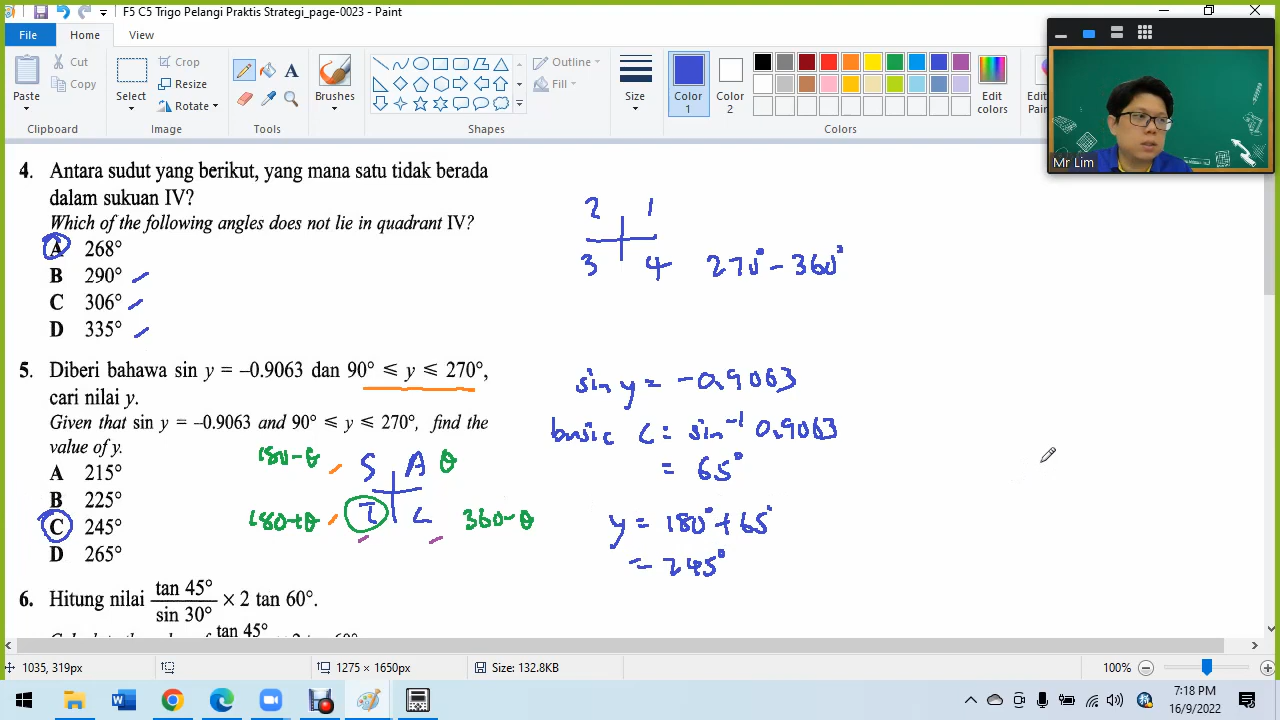 F5 C5 Trigo Pelangi Praktis Strategi_page-0023 - Paint
File Home View
Paste Cut Copy Clipboard
Select Crop Resize Rotate Image
Tools
Brushes
Shapes Outline Fill
Size
Color 1 Color 2 Colors
Edit colors
Mr Lim
4. Antara sudut yang berikut, yang mana satu tidak berada
dalam sukuan IV?
Which of the following angles does not lie in quadrant IV?
A 268°
B 290°
C 306°
D 335°
2 1
3 4 270° - 360°
5. Diberi bahawa sin y = –0.9063 dan 90° ⩽ y ⩽ 270°,
cari nilai y.
Given that sin y = –0.9063 and 90° ⩽ y ⩽ 270°, find the
value of y.
A 215°
B 225°
C 245°
D 265°
180-θ S A θ
180+θ T C 360-θ
sin y = -0.9063
basic ∠ = sin⁻¹ 0.9063
= 65°
y = 180° + 65°
= 245°
6. Hitung nilai tan 45° / sin 30° × 2 tan 60°.
1035, 319px
1275 × 1650px
Size: 132.8KB
100%
7:18 PM
16/9/2022